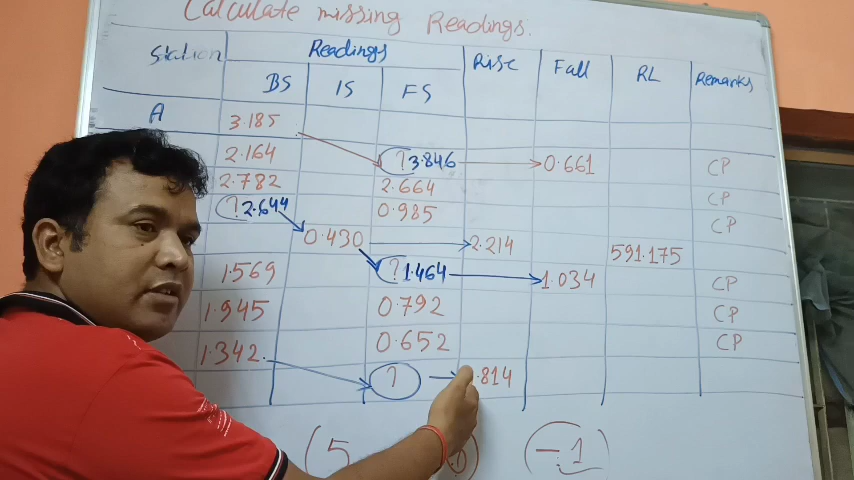 Calculate missing Readings.
Station Readings Rise Fall RL Remarks
BS IS FS
A 3.185
2.164 ? 3.846 0.661 CP
2.782 2.664 CP
? 2.644 0.985 CP
0.430 2.214 591.175
1.569 ? 1.464 1.034 CP
1.945 0.792 CP
1.342 0.652 CP
? .814
(5 (-1)